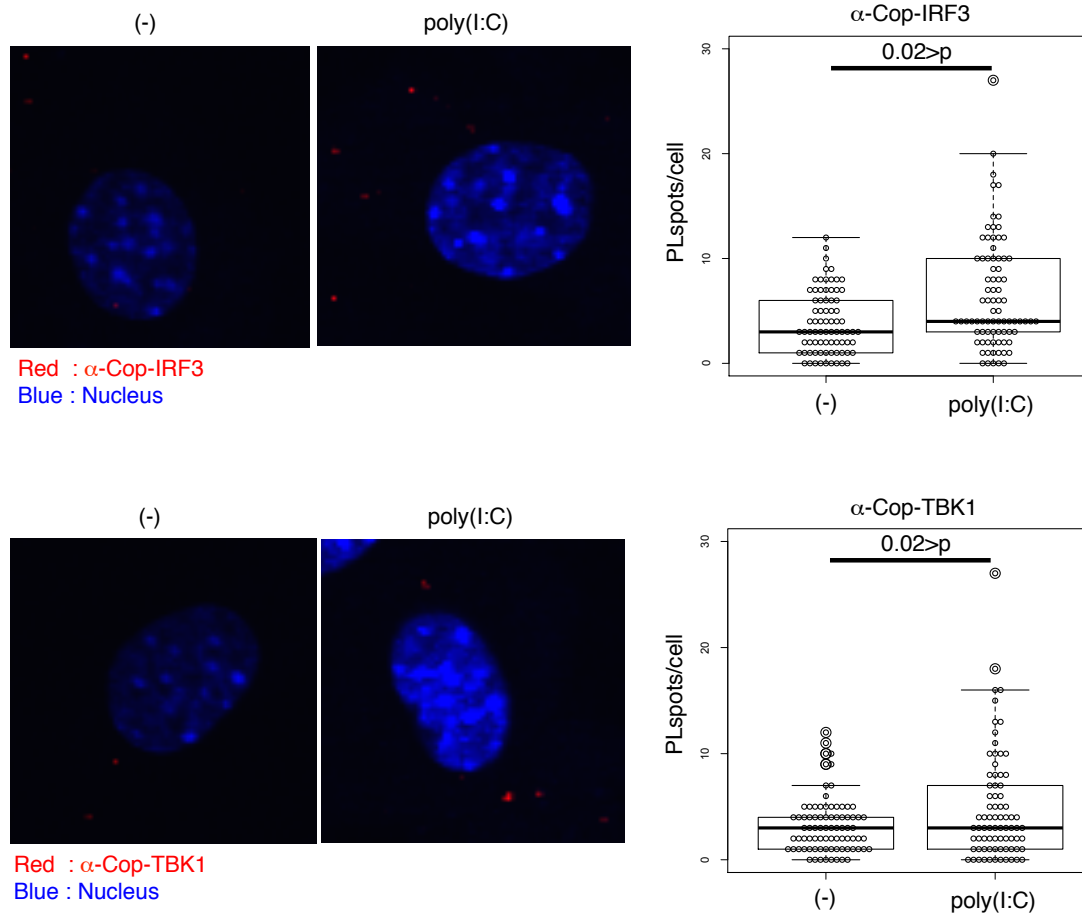 (-)
poly(I:C)
Red : α-Cop-IRF3
Blue : Nucleus
α-Cop-IRF3
0.02>p
30
20
10
0
PLspots/cell
(-)
poly(I:C)
(-)
poly(I:C)
Red : α-Cop-TBK1
Blue : Nucleus
α-Cop-TBK1
0.02>p
30
20
10
0
PLspots/cell
(-)
poly(I:C)